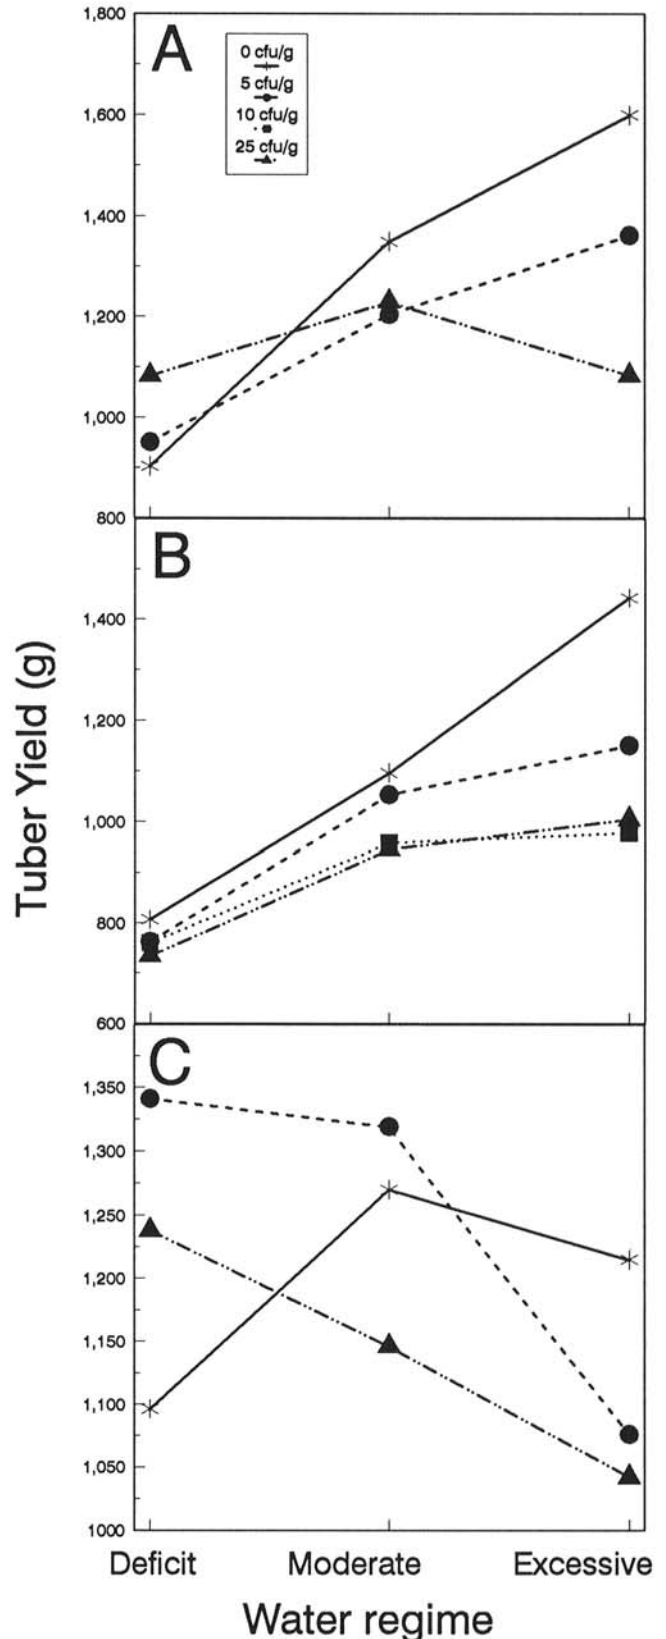 A
0 cfu/g
5 cfu/g
10 cfu/g
25 cfu/g
1,800
1,600
1,400
1,200
1,000
800
B
1,400
1,200
1,000
800
600
C
1,350
1,300
1,250
1,200
1,150
1,100
1,050
1000
Tuber Yield (g)
Deficit Moderate Excessive
Water regime